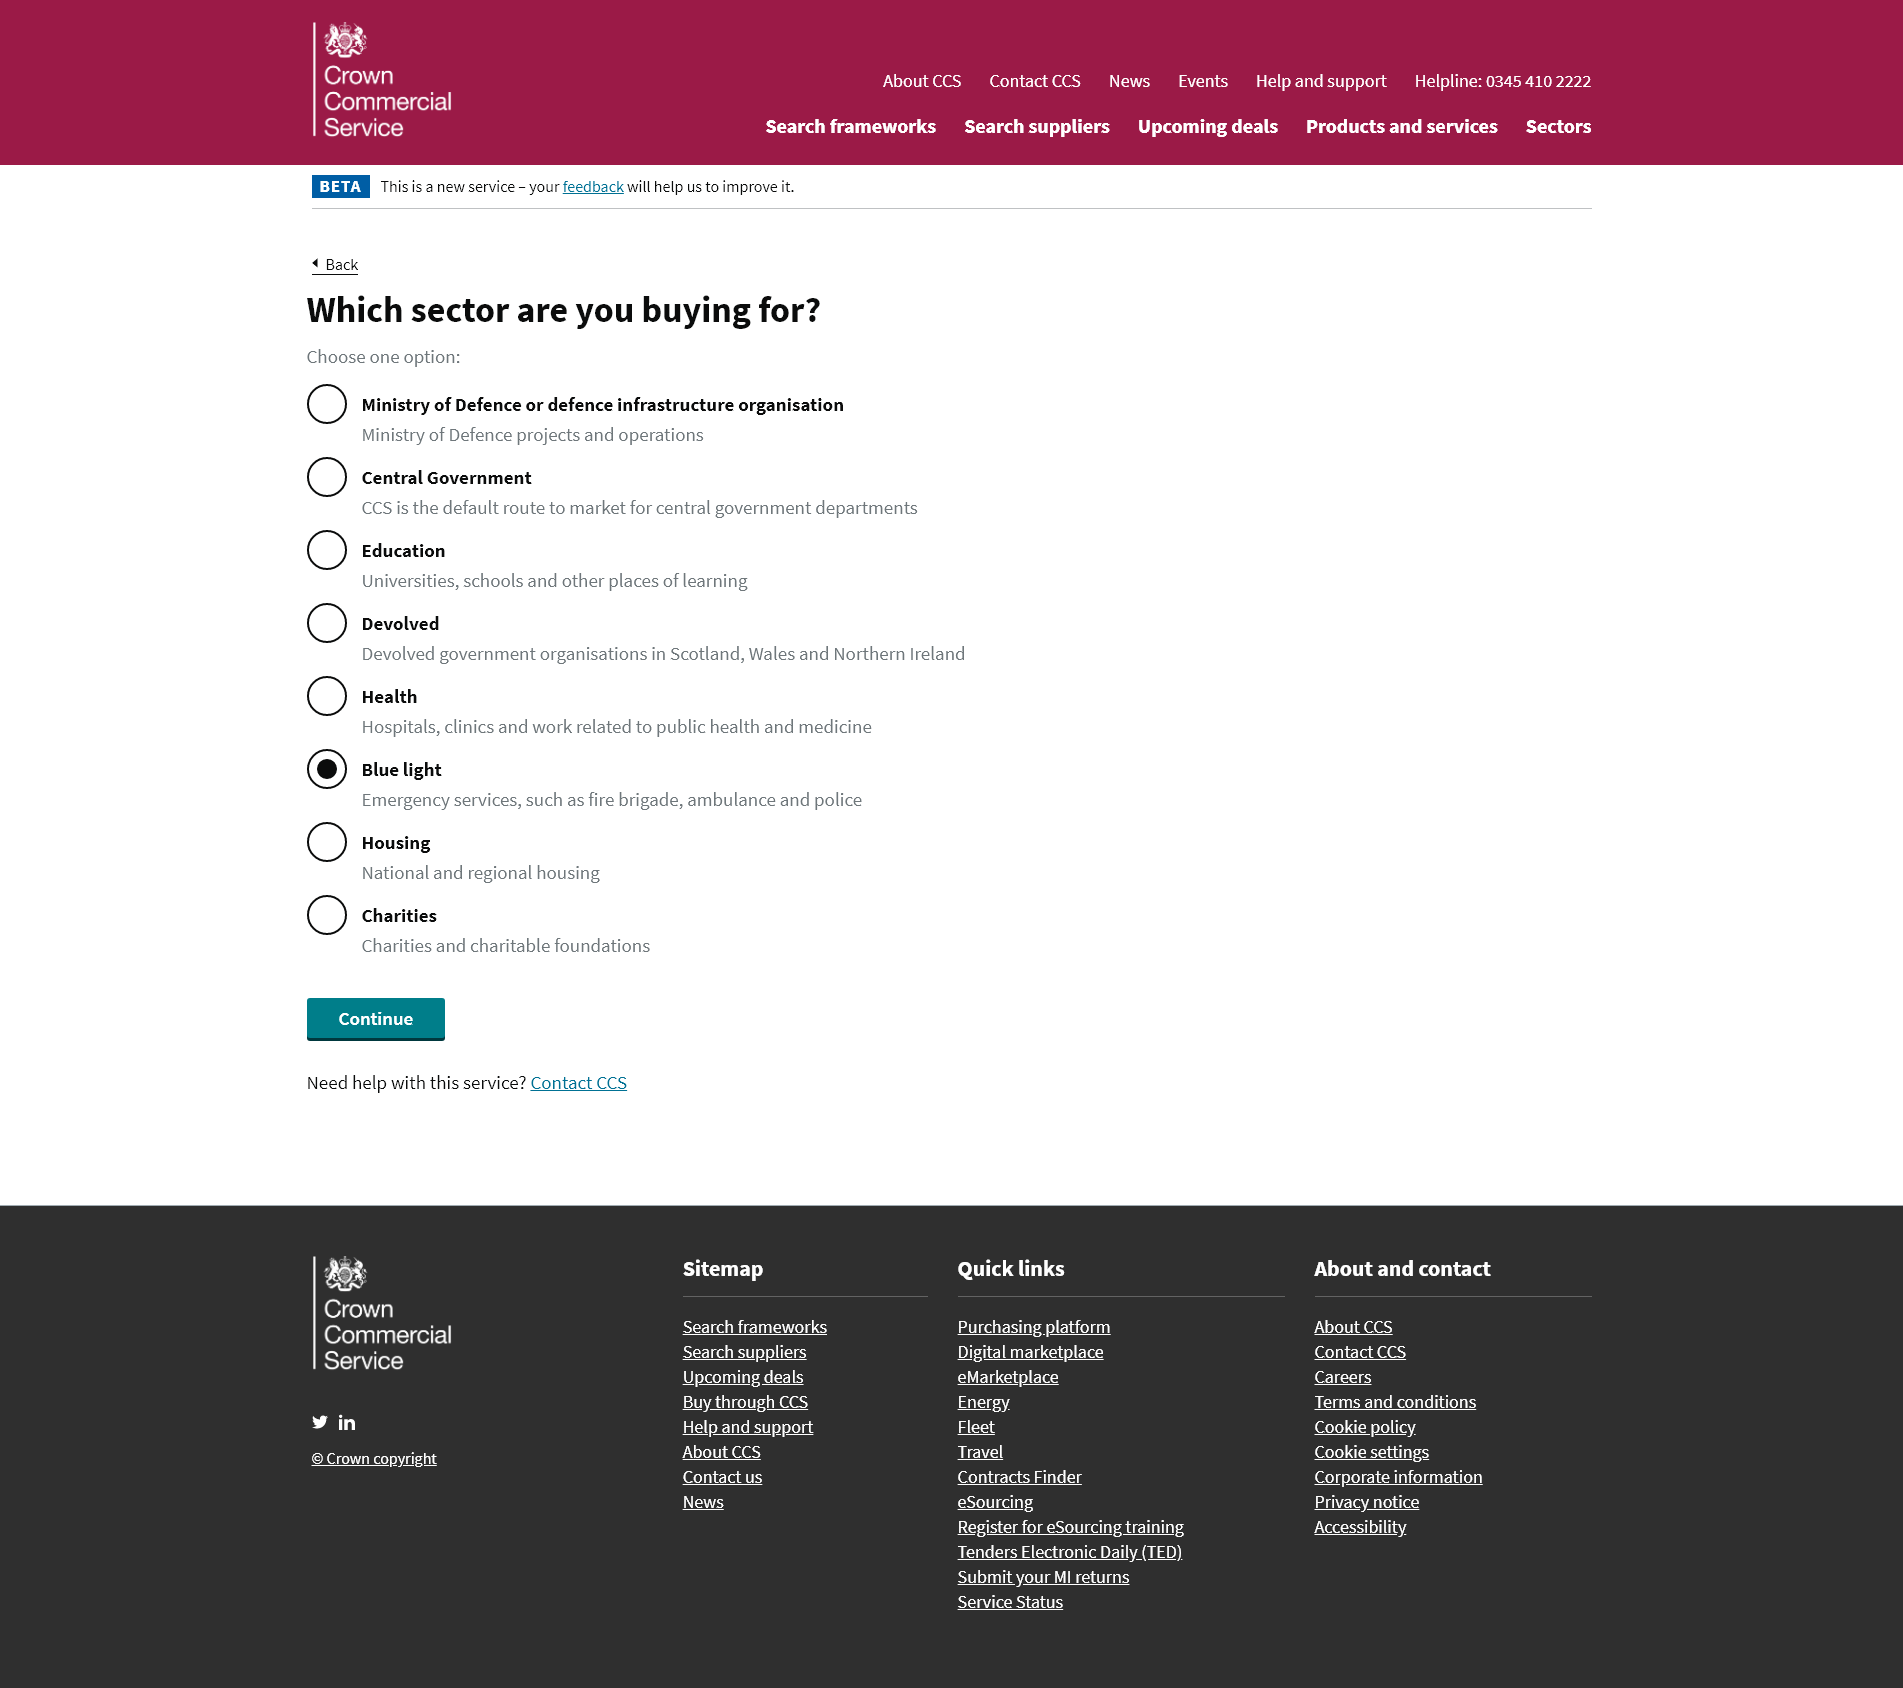 Crown
Commercial
Service
About CCS Contact CCS News Events Help and support Helpline: 0345 410 2222
Search frameworks Search suppliers Upcoming deals Products and services Sectors
BETA This is a new service – your feedback will help us to improve it.
Back
Which sector are you buying for?
Choose one option:
Ministry of Defence or defence infrastructure organisation
Ministry of Defence projects and operations
Central Government
CCS is the default route to market for central government departments
Education
Universities, schools and other places of learning
Devolved
Devolved government organisations in Scotland, Wales and Northern Ireland
Health
Hospitals, clinics and work related to public health and medicine
Blue light
Emergency services, such as fire brigade, ambulance and police
Housing
National and regional housing
Charities
Charities and charitable foundations
Continue
Need help with this service? Contact CCS
Crown
Commercial
Service
© Crown copyright
Sitemap
Search frameworks
Search suppliers
Upcoming deals
Buy through CCS
Help and support
About CCS
Contact us
News
Quick links
Purchasing platform
Digital marketplace
eMarketplace
Energy
Fleet
Travel
Contracts Finder
eSourcing
Register for eSourcing training
Tenders Electronic Daily (TED)
Submit your MI returns
Service Status
About and contact
About CCS
Contact CCS
Careers
Terms and conditions
Cookie policy
Cookie settings
Corporate information
Privacy notice
Accessibility